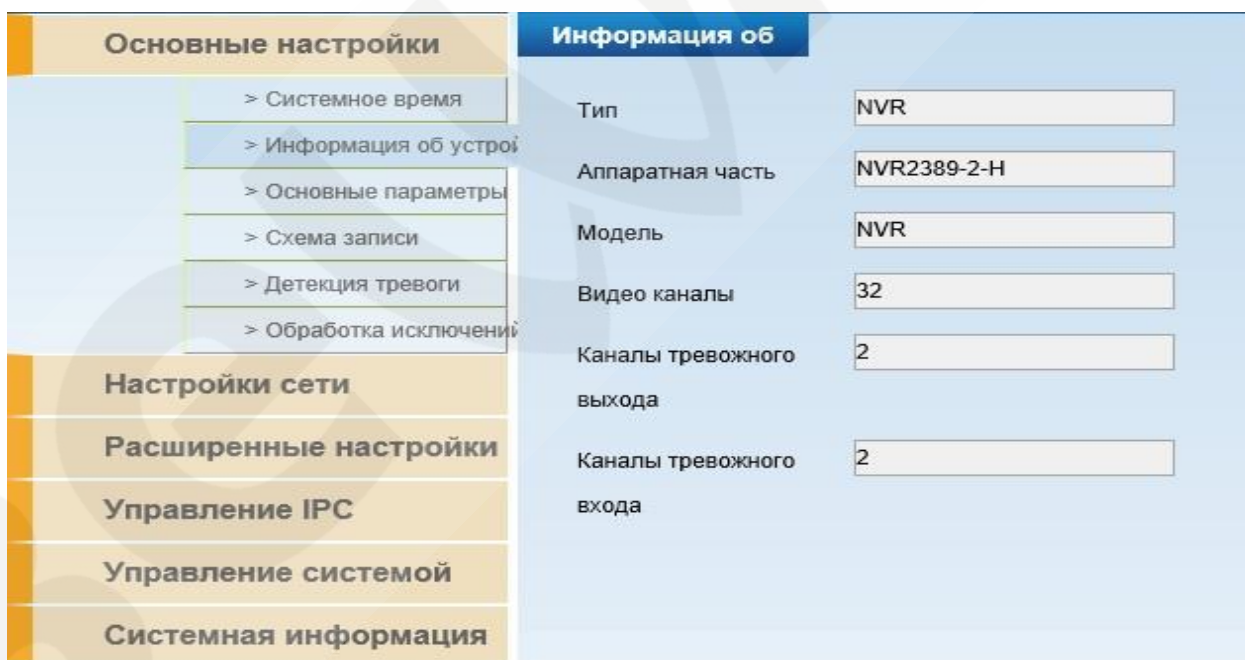 Основные настройки
> Системное время
> Информация об устрой
> Основные параметры
> Схема записи
> Детекция тревоги
> Обработка исключений
Настройки сети
Расширенные настройки
Управление IPC
Управление системой
Системная информация
Информация об
Тип NVR
Аппаратная часть NVR2389-2-H
Модель NVR
Видео каналы 32
Каналы тревожного 2
выхода
Каналы тревожного 2
входа